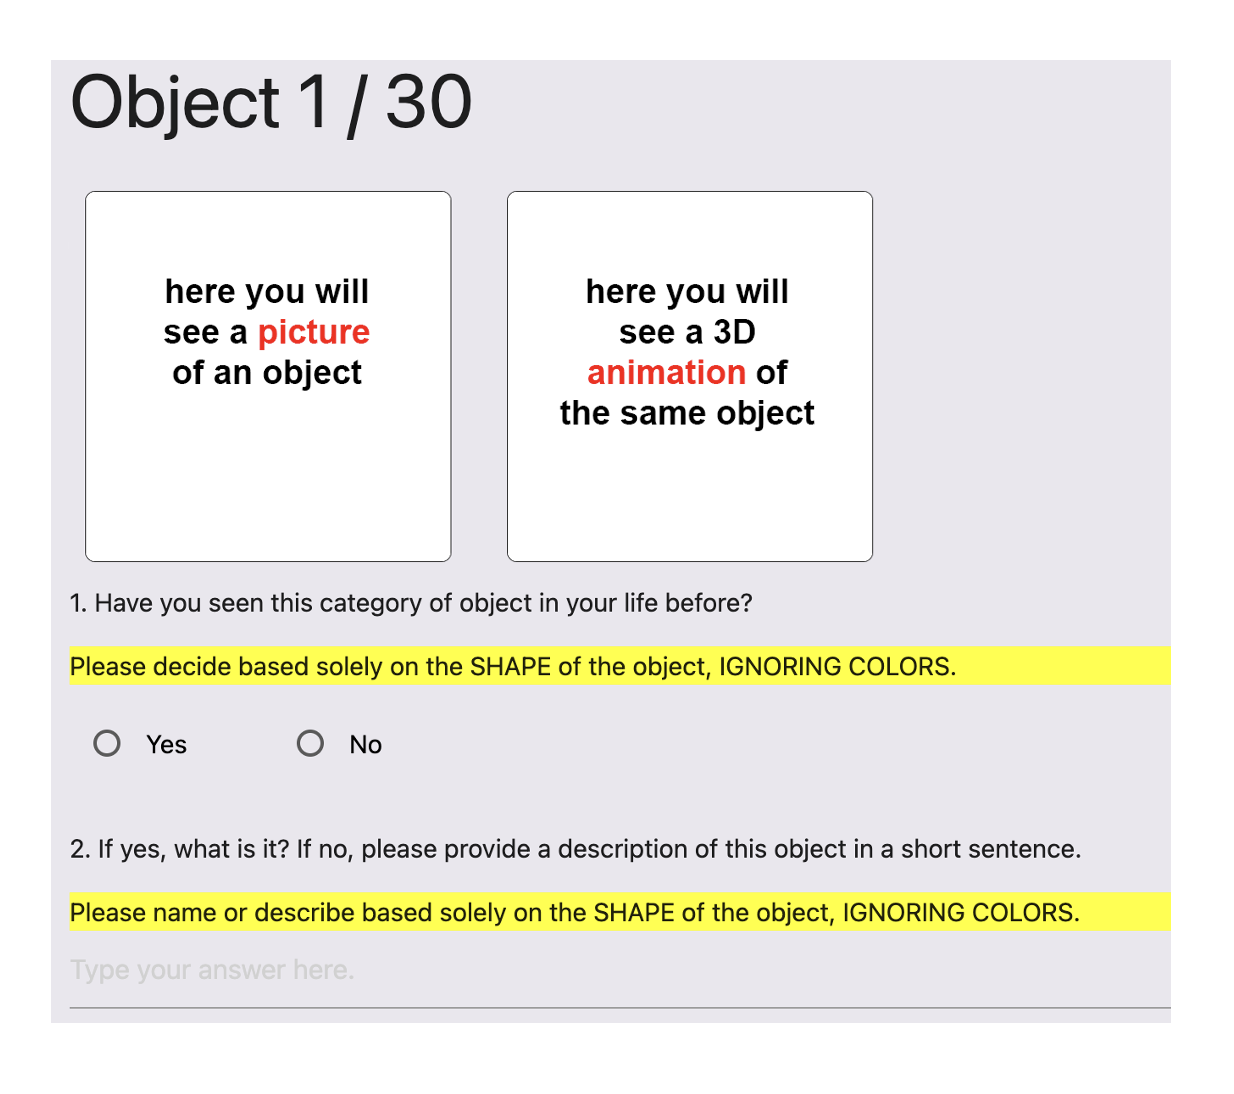 Object 1 / 30
here you will
see a picture
of an object
here you will
see a 3D
animation of
the same object
1. Have you seen this category of object in your life before?
Please decide based solely on the SHAPE of the object, IGNORING COLORS.
Yes No
2. If yes, what is it? If no, please provide a description of this object in a short sentence.
Please name or describe based solely on the SHAPE of the object, IGNORING COLORS.
Type your answer here.